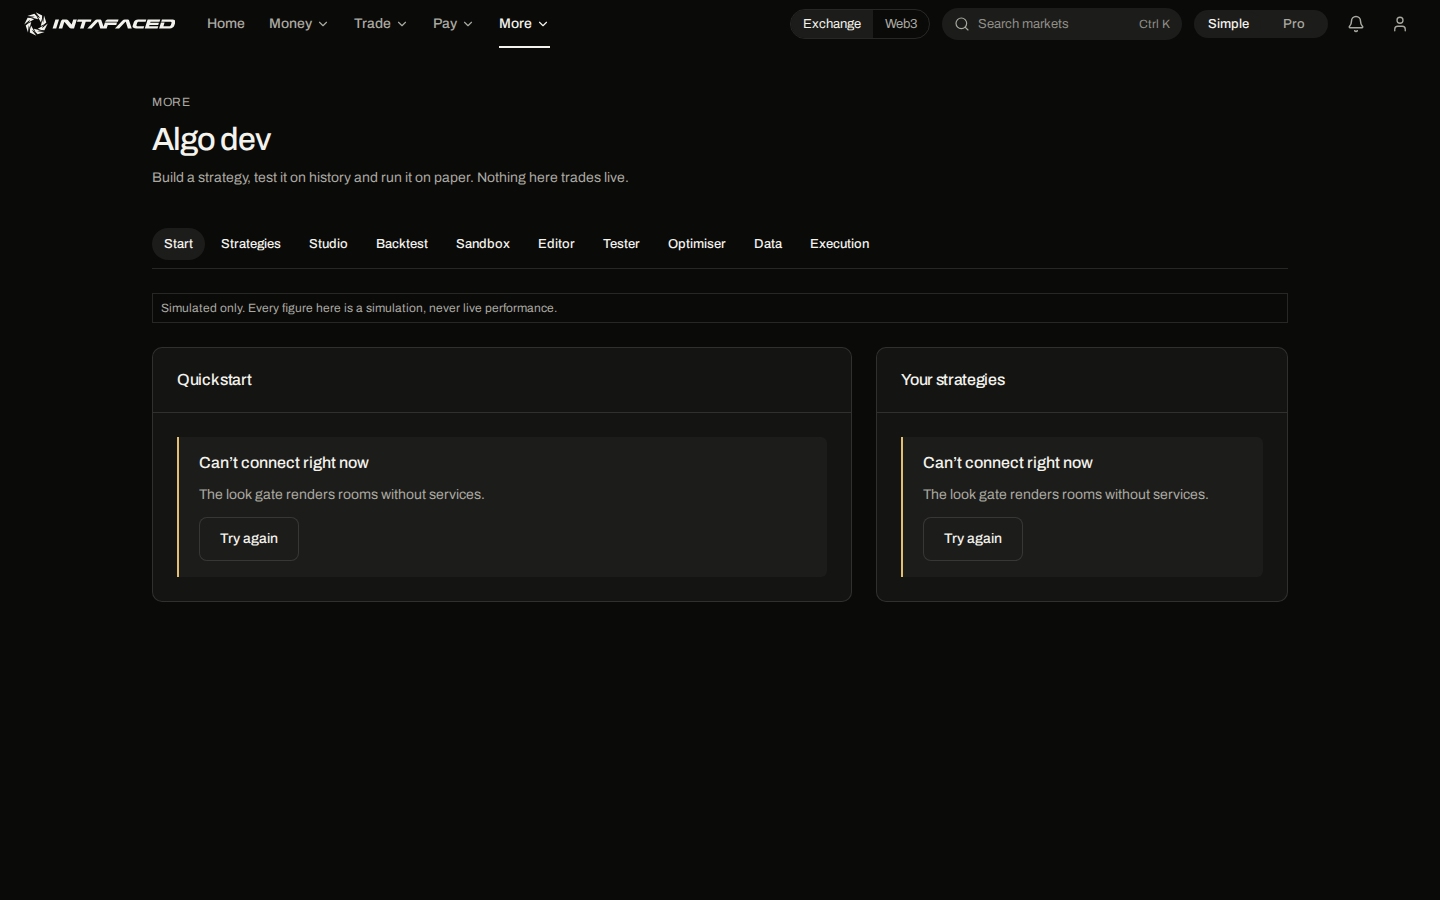 INTAFACED Home Money Trade Pay More Exchange Web3 Search markets Ctrl K Simple Pro
MORE
Algo dev
Build a strategy, test it on history and run it on paper. Nothing here trades live.
Start Strategies Studio Backtest Sandbox Editor Tester Optimiser Data Execution
Simulated only. Every figure here is a simulation, never live performance.
Quickstart
Can’t connect right now
The look gate renders rooms without services.
Try again
Your strategies
Can’t connect right now
The look gate renders rooms without services.
Try again